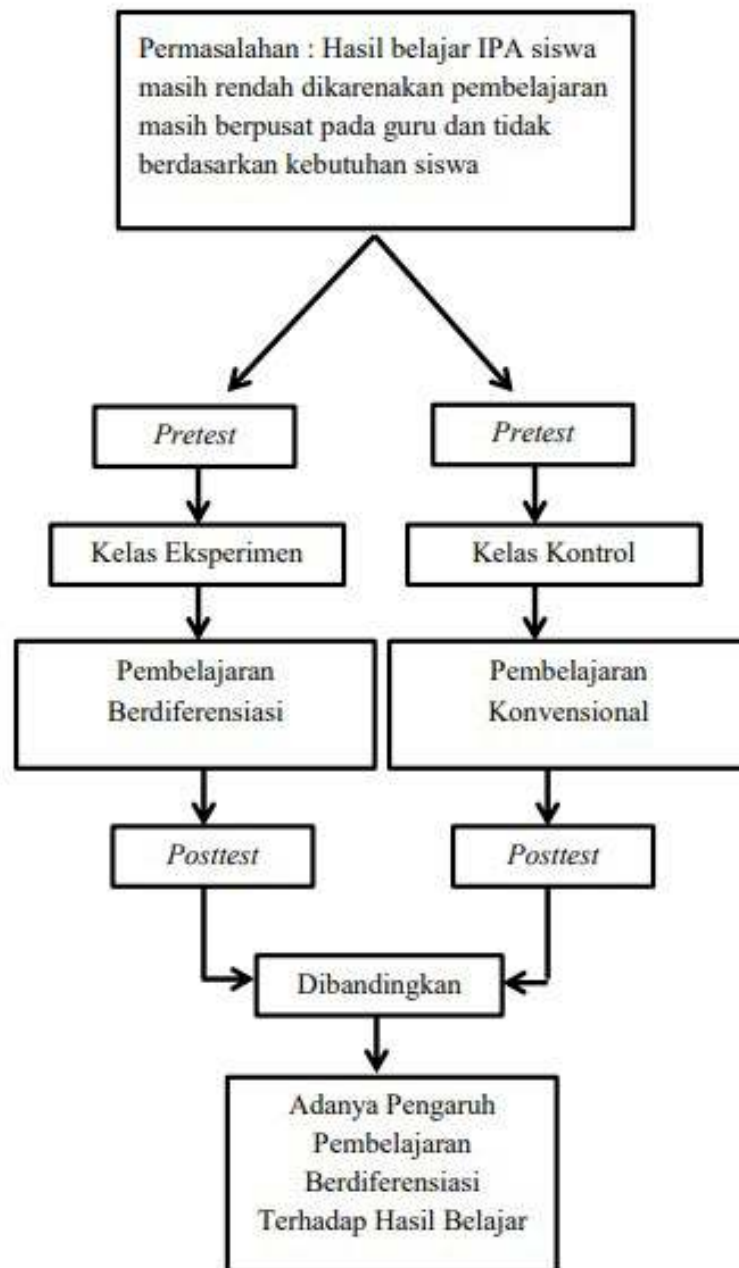 Permasalahan : Hasil belajar IPA siswa
masih rendah dikarenakan pembelajaran
masih berpusat pada guru dan tidak
berdasarkan kebutuhan siswa
Pretest
Pretest
Kelas Eksperimen
Kelas Kontrol
Pembelajaran
Berdiferensiasi
Pembelajaran
Konvensional
Posttest
Posttest
Dibandingkan
Adanya Pengaruh
Pembelajaran
Berdiferensiasi
Terhadap Hasil Belajar